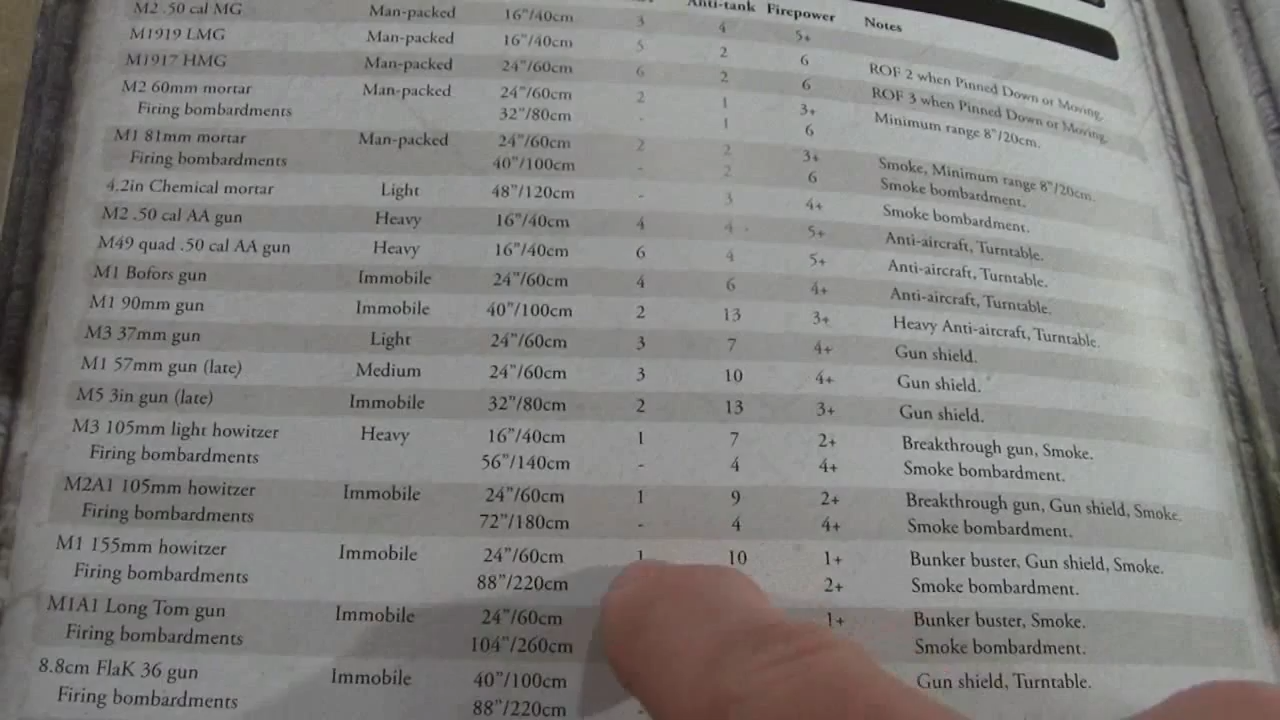 Anti-tank Firepower Notes
M2 .50 cal MG Man-packed 16"/40cm 3 4 5+
M1919 LMG Man-packed 16"/40cm 5 2 6 ROF 2 when Pinned Down or Moving.
M1917 HMG Man-packed 24"/60cm 6 2 6 ROF 3 when Pinned Down or Moving.
M2 60mm mortar Man-packed 24"/60cm 2 1 3+ Minimum range 8"/20cm.
Firing bombardments 32"/80cm - 1 6
M1 81mm mortar Man-packed 24"/60cm 2 2 3+ Smoke, Minimum range 8"/20cm.
Firing bombardments 40"/100cm - 2 6 Smoke bombardment.
4.2in Chemical mortar Light 48"/120cm - 3 4+ Smoke bombardment.
M2 .50 cal AA gun Heavy 16"/40cm 4 4 5+ Anti-aircraft, Turntable.
M49 quad .50 cal AA gun Heavy 16"/40cm 6 4 5+ Anti-aircraft, Turntable.
M1 Bofors gun Immobile 24"/60cm 4 6 4+ Anti-aircraft, Turntable.
M1 90mm gun Immobile 40"/100cm 2 13 3+ Heavy Anti-aircraft, Turntable.
M3 37mm gun Light 24"/60cm 3 7 4+ Gun shield.
M1 57mm gun (late) Medium 24"/60cm 3 10 4+ Gun shield.
M5 3in gun (late) Immobile 32"/80cm 2 13 3+ Gun shield.
M3 105mm light howitzer Heavy 16"/40cm 1 7 2+ Breakthrough gun, Smoke.
Firing bombardments 56"/140cm - 4 4+ Smoke bombardment.
M2A1 105mm howitzer Immobile 24"/60cm 1 9 2+ Breakthrough gun, Gun shield, Smoke.
Firing bombardments 72"/180cm - 4 4+ Smoke bombardment.
M1 155mm howitzer Immobile 24"/60cm 1 10 1+ Bunker buster, Gun shield, Smoke.
Firing bombardments 88"/220cm 2+ Smoke bombardment.
M1A1 Long Tom gun Immobile 24"/60cm 1+ Bunker buster, Smoke.
Firing bombardments 104"/260cm Smoke bombardment.
8.8cm FlaK 36 gun Immobile 40"/100cm Gun shield, Turntable.
Firing bombardments 88"/220cm -